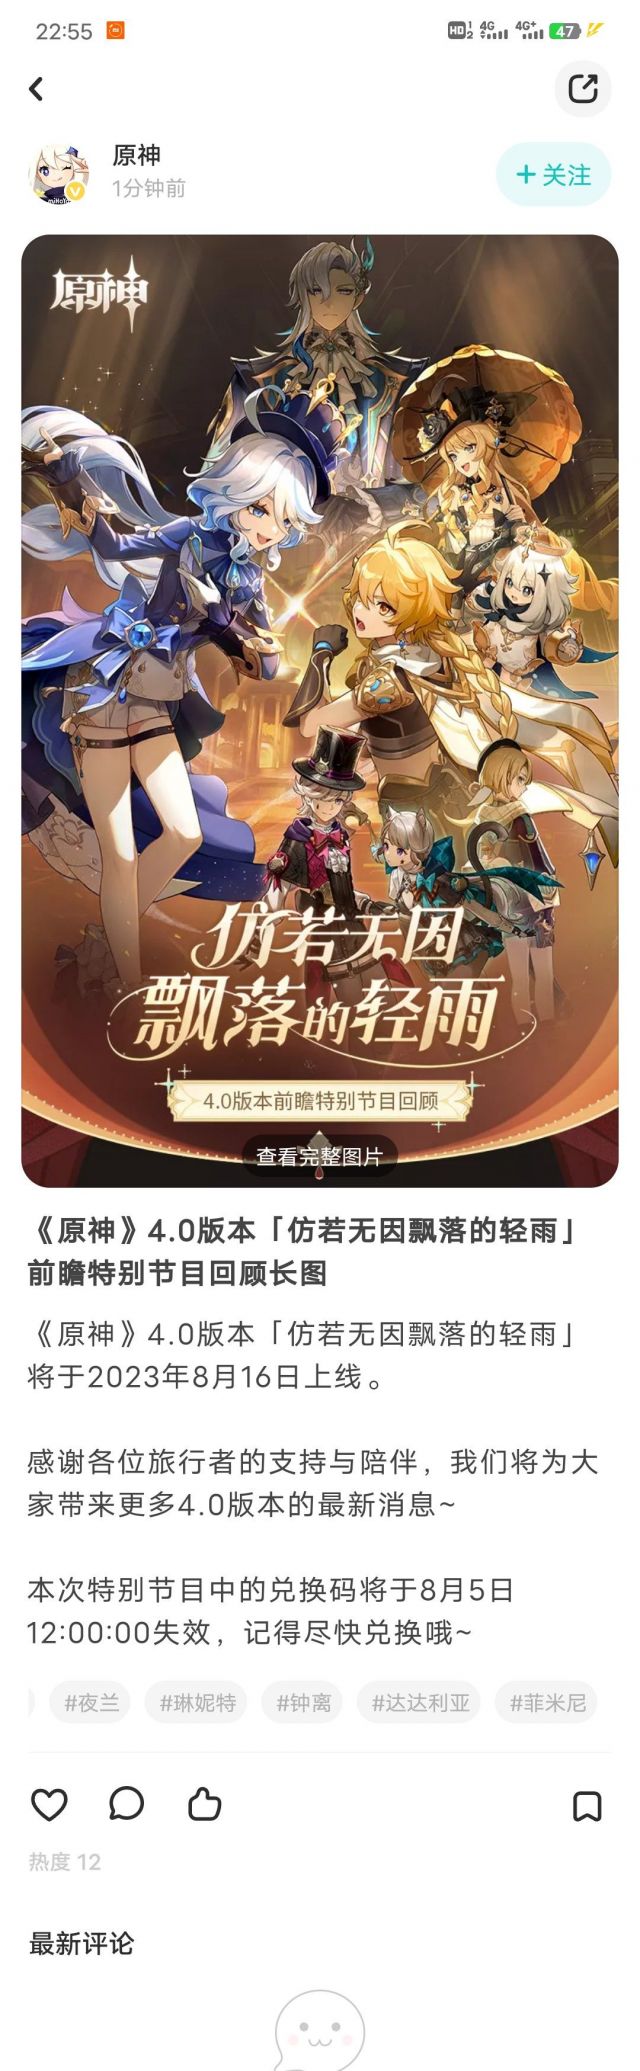 22:55
HD 1 2 4G 4G+ 47
原神
1分钟前
+ 关注
原神
仿若无因
飘落的轻雨
4.0版本前瞻特别节目回顾
查看完整图片
《原神》4.0版本「仿若无因飘落的轻雨」
前瞻特别节目回顾长图
《原神》4.0版本「仿若无因飘落的轻雨」
将于2023年8月16日上线。
感谢各位旅行者的支持与陪伴，我们将为大
家带来更多4.0版本的最新消息~
本次特别节目中的兑换码将于8月5日
12:00:00失效，记得尽快兑换哦~
#夜兰 #琳妮特 #钟离 #达达利亚 #菲米尼
热度 12
最新评论